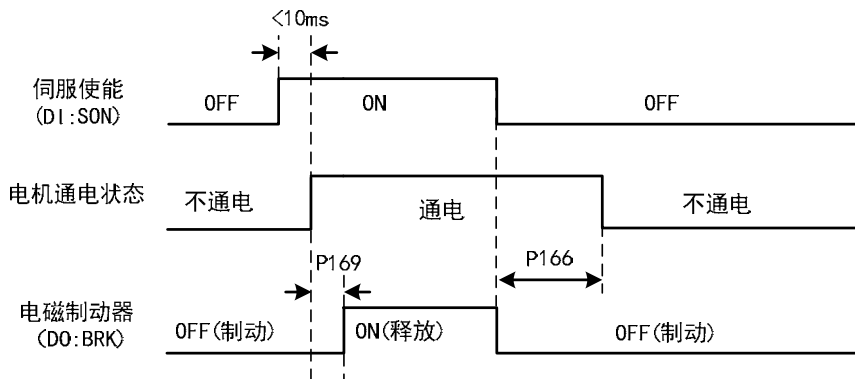 <10ms
伺服使能
(DI:SON)
OFF
ON
OFF
电机通电状态
不通电
通电
不通电
P169
P166
电磁制动器
(DO:BRK)
OFF(制动)
ON(释放)
OFF(制动)